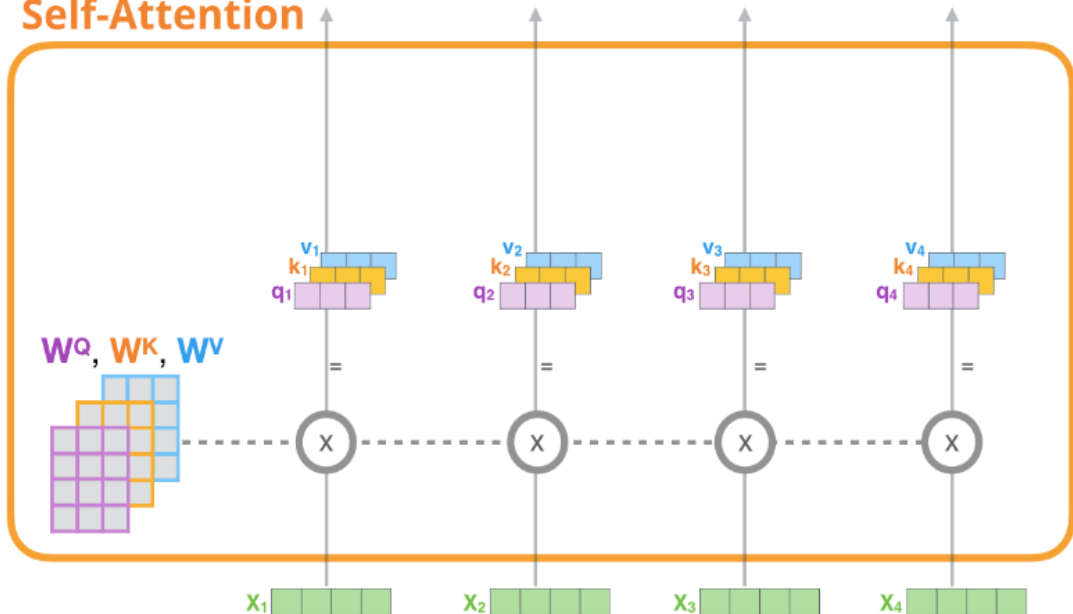 Self-Attention
v1 v2 v3 v4
k1 k2 k3 k4
q1 q2 q3 q4
WQ, WK, WV
= = = =
X X X X
X1 X2 X3 X4